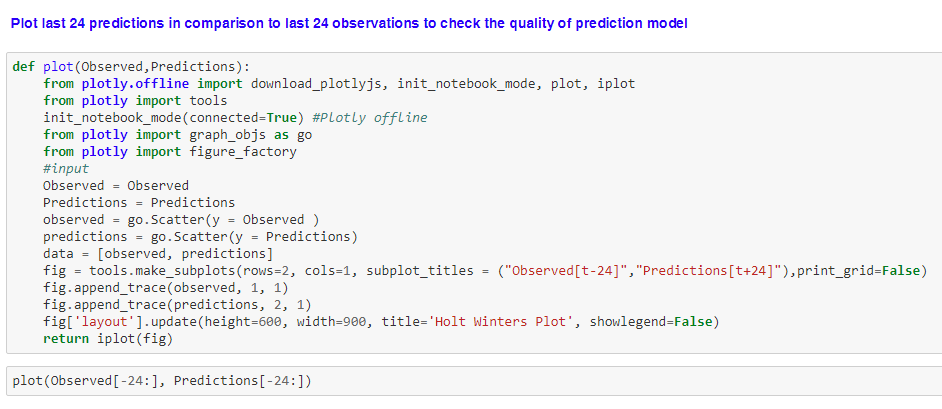 Plot last 24 predictions in comparison to last 24 observations to check the quality of prediction model
def plot(Observed,Predictions):
    from plotly.offline import download_plotlyjs, init_notebook_mode, plot, iplot
    from plotly import tools
    init_notebook_mode(connected=True) #Plotly offline
    from plotly import graph_objs as go
    from plotly import figure_factory
    #input
    Observed = Observed
    Predictions = Predictions
    observed = go.Scatter(y = Observed )
    predictions = go.Scatter(y = Predictions)
    data = [observed, predictions]
    fig = tools.make_subplots(rows=2, cols=1, subplot_titles = ("Observed[t-24]","Predictions[t+24]"),print_grid=False)
    fig.append_trace(observed, 1, 1)
    fig.append_trace(predictions, 2, 1)
    fig['layout'].update(height=600, width=900, title='Holt Winters Plot', showlegend=False)
    return iplot(fig)
plot(Observed[-24:], Predictions[-24:])